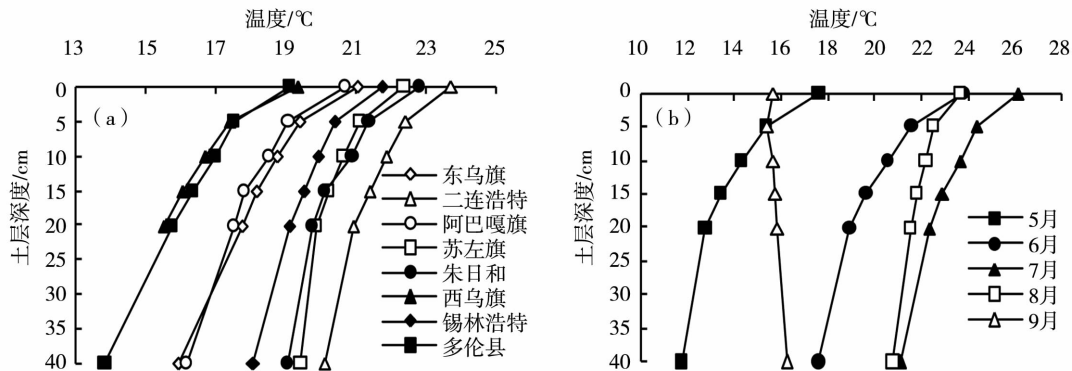 温度/℃
13 15 17 19 21 23 25
0
5
10
15
20
25
30
35
40
土层深度/cm
(a)
东乌旗
二连浩特
阿巴嘎旗
苏左旗
朱日和
西乌旗
锡林浩特
多伦县
温度/℃
10 12 14 16 18 20 22 24 26 28
0
5
10
15
20
25
30
35
40
土层深度/cm
(b)
5月
6月
7月
8月
9月